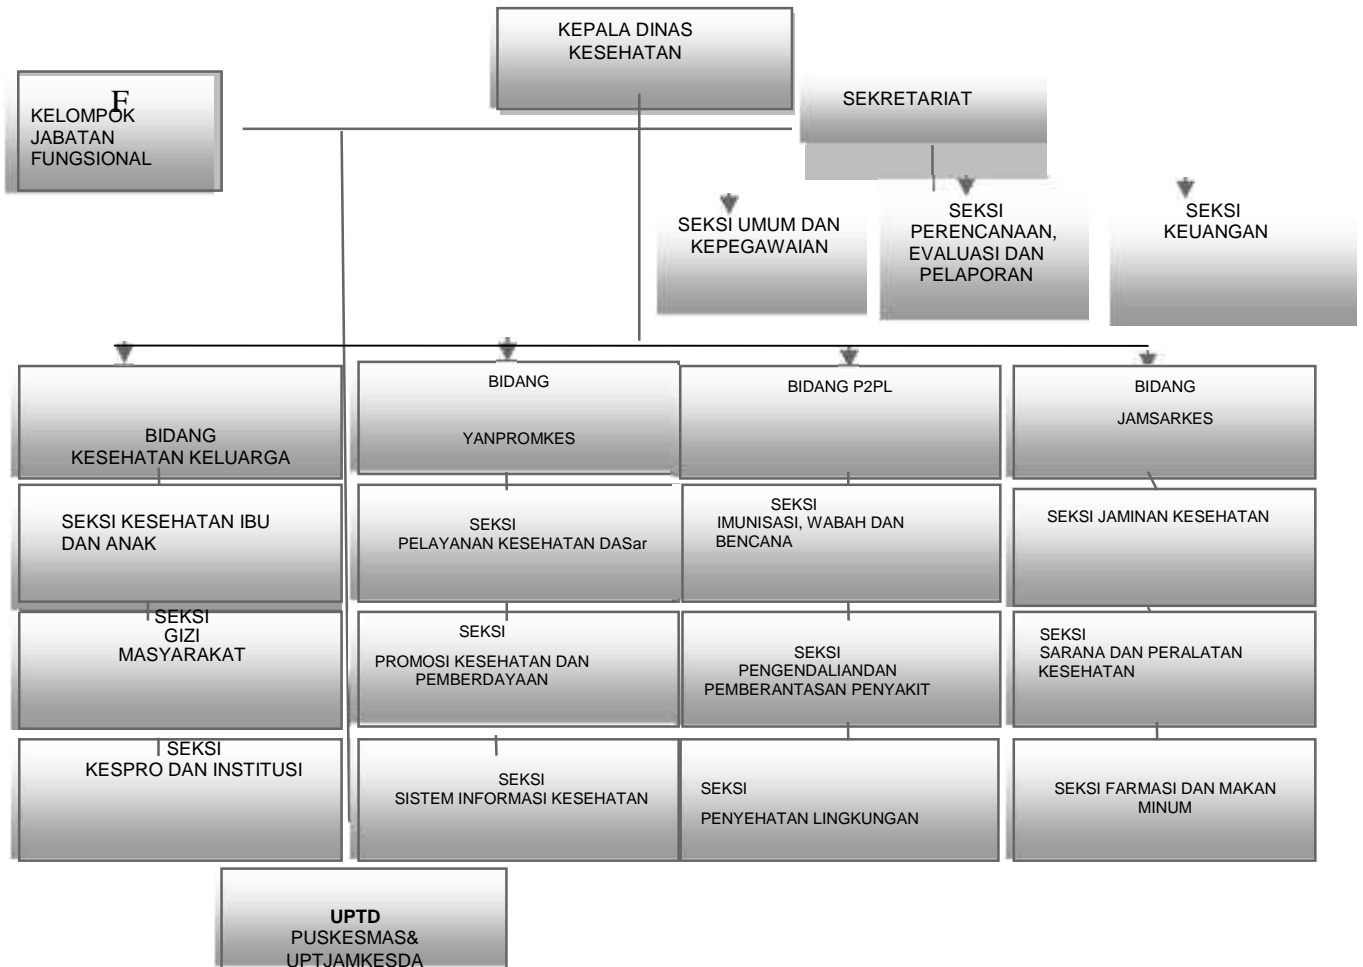 KEPALA DINAS
KESEHATAN
F
KELOMPOK
JABATAN
FUNGSIONAL
SEKRETARIAT
SEKSI UMUM DAN
KEPEGAWAIAN
SEKSI
PERENCANAAN,
EVALUASI DAN
PELAPORAN
SEKSI
KEUANGAN
BIDANG
KESEHATAN KELUARGA
BIDANG
YANPROMKES
BIDANG P2PL
BIDANG
JAMSARKES
SEKSI KESEHATAN IBU
DAN ANAK
SEKSI
PELAYANAN KESEHATAN DASar
SEKSI
IMUNISASI, WABAH DAN
BENCANA
SEKSI JAMINAN KESEHATAN
SEKSI
GIZI
MASYARAKAT
SEKSI
PROMOSI KESEHATAN DAN
PEMBERDAYAAN
SEKSI
PENGENDALIANDAN
PEMBERANTASAN PENYAKIT
SEKSI
SARANA DAN PERALATAN
KESEHATAN
SEKSI
KESPRO DAN INSTITUSI
SEKSI
SISTEM INFORMASI KESEHATAN
SEKSI
PENYEHATAN LINGKUNGAN
SEKSI FARMASI DAN MAKAN
MINUM
UPTD
PUSKESMAS&
UPTJAMKESDA